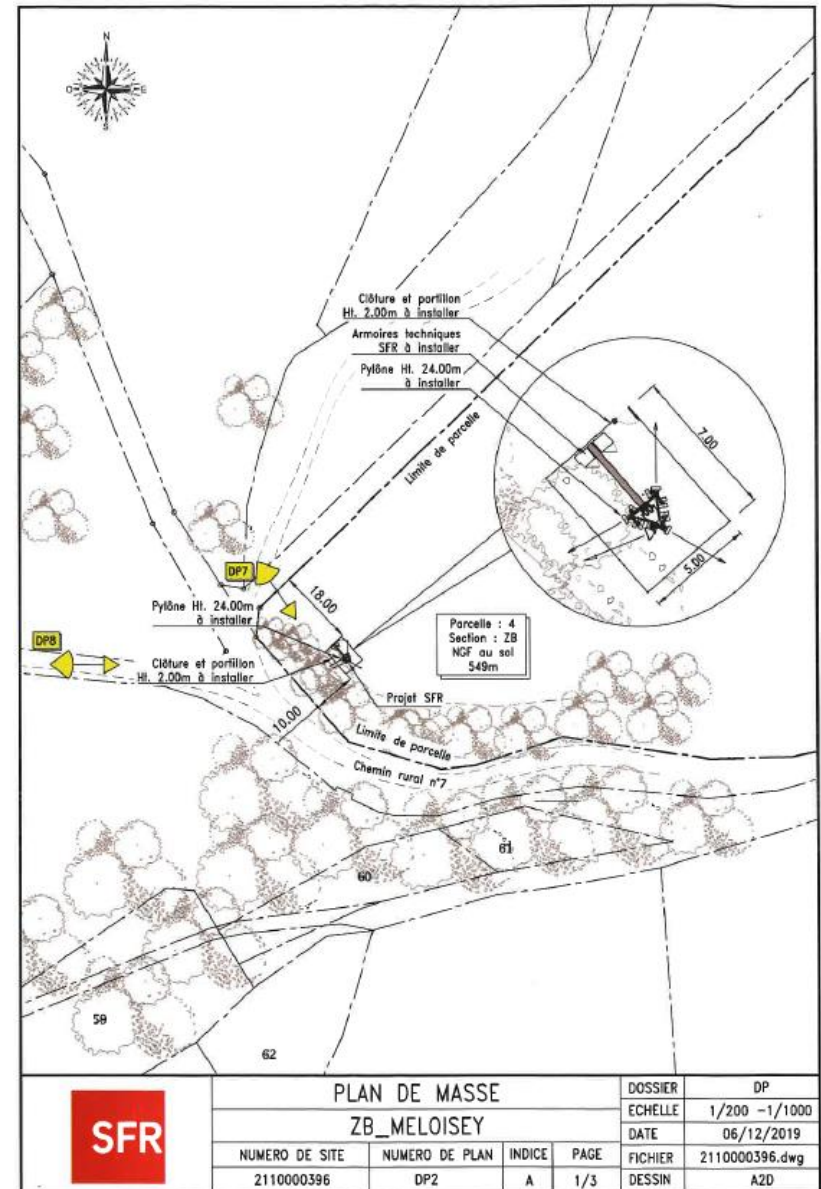 N
O
E
S
Clôture et portillon
Ht. 2.00m à installer
Armoires techniques
SFR à installer
Pylône Ht. 24.00m
à installer
Limite de parcelle
7.00
5.00
DP7
18.00
Pylône Ht. 24.00m
à installer
DP8
Clôture et portillon
Ht. 2.00m à installer
Parcelle : 4
Section : ZB
NGF au sol
549m
Projet SFR
10.00
Limite de parcelle
Chemin rural n°7
61
60
59
62
SFR
PLAN DE MASSE
ZB_MELOISEY
NUMERO DE SITE NUMERO DE PLAN INDICE PAGE
2110000396 DP2 A 1/3
DOSSIER DP
ECHELLE 1/200 -1/1000
DATE 06/12/2019
FICHIER 2110000396.dwg
DESSIN A2D